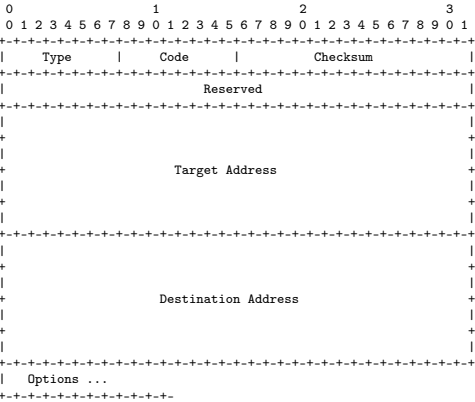 0                   1                   2                   3
 0 1 2 3 4 5 6 7 8 9 0 1 2 3 4 5 6 7 8 9 0 1 2 3 4 5 6 7 8 9 0 1
+-+-+-+-+-+-+-+-+-+-+-+-+-+-+-+-+-+-+-+-+-+-+-+-+-+-+-+-+-+-+-+-+
|     Type      |     Code      |          Checksum             |
+-+-+-+-+-+-+-+-+-+-+-+-+-+-+-+-+-+-+-+-+-+-+-+-+-+-+-+-+-+-+-+-+
|                           Reserved                            |
+-+-+-+-+-+-+-+-+-+-+-+-+-+-+-+-+-+-+-+-+-+-+-+-+-+-+-+-+-+-+-+-+
|                                                               |
+                                                               +
|                                                               |
+                       Target Address                          +
|                                                               |
+                                                               +
|                                                               |
+-+-+-+-+-+-+-+-+-+-+-+-+-+-+-+-+-+-+-+-+-+-+-+-+-+-+-+-+-+-+-+-+
|                                                               |
+                                                               +
|                                                               |
+                     Destination Address                       +
|                                                               |
+                                                               +
|                                                               |
+-+-+-+-+-+-+-+-+-+-+-+-+-+-+-+-+-+-+-+-+-+-+-+-+-+-+-+-+-+-+-+-+
|   Options ...
+-+-+-+-+-+-+-+-+-+-+-+-